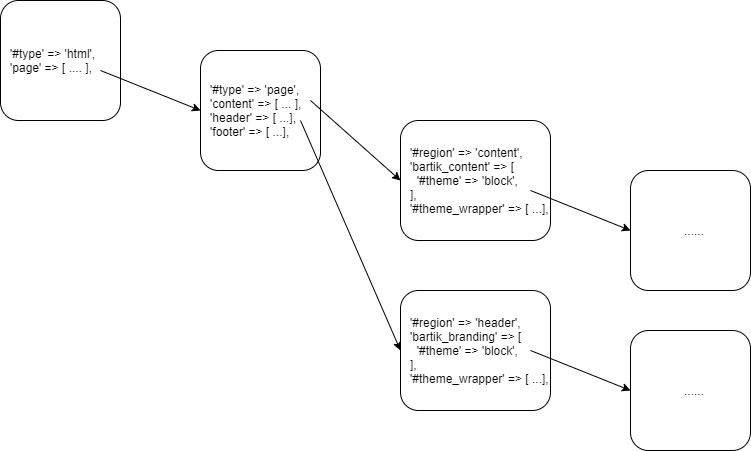 '#type' => 'html',
'page' => [ .... ],
'#type' => 'page',
'content' => [ ... ],
'header' => [ ...],
'footer' => [ ...],
'#region' => 'content',
'bartik_content' => [
'#theme' => 'block',
],
'#theme_wrapper' => [ ...],
......
'#region' => 'header',
'bartik_branding' => [
'#theme' => 'block',
],
'#theme_wrapper' => [ ...],
......